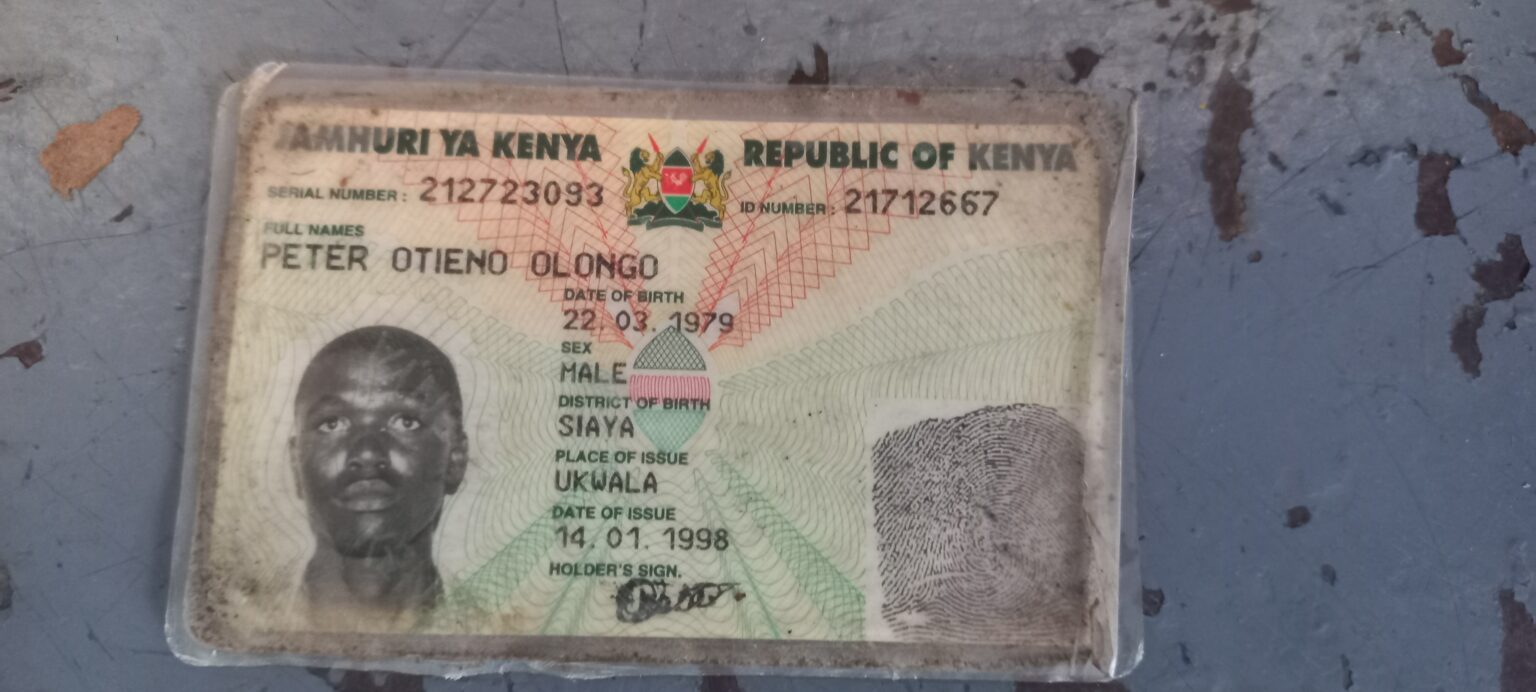 JAMHURI YA KENYA REPUBLIC OF KENYA
SERIAL NUMBER: 212723093 ID NUMBER: 21712667
FULL NAMES
PETER OTIENO OLONGO
DATE OF BIRTH
22. 03. 1979
SEX
MALE
DISTRICT OF BIRTH
SIAYA
PLACE OF ISSUE
UKWALA
DATE OF ISSUE
14. 01. 1998
HOLDER'S SIGN.